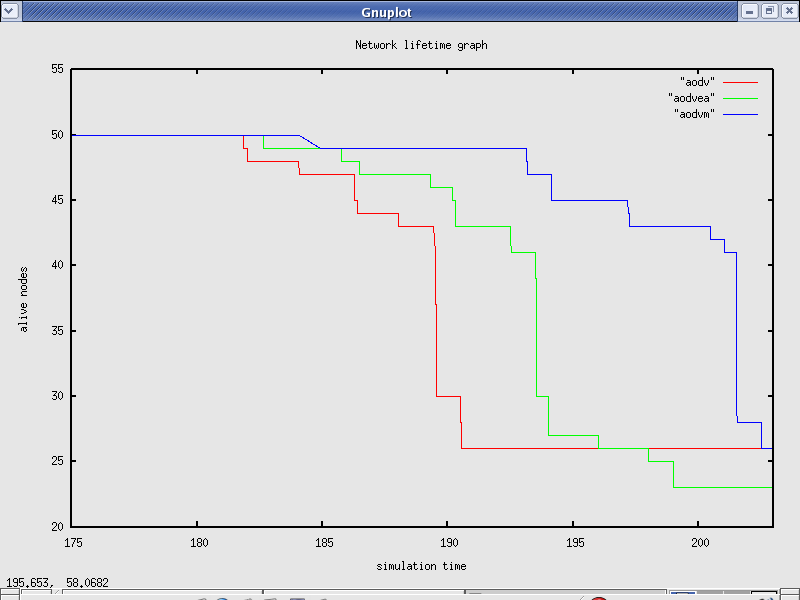 Gnuplot
Network lifetime graph
55
50
45
40
35
30
25
20
alive nodes
"aodv"
"aodvea"
"aodvm"
175 180 185 190 195 200
simulation time
195.653, 58.0682